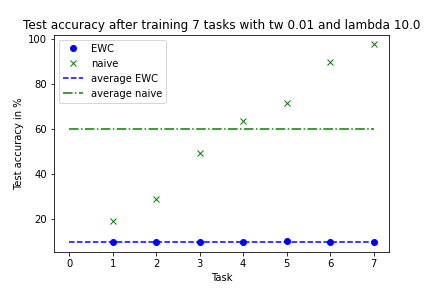 Test accuracy after training 7 tasks with tw 0.01 and lambda 10.0
100
80
60
40
20
Test accuracy in %
EWC
naive
average EWC
average naive
0 1 2 3 4 5 6 7
Task